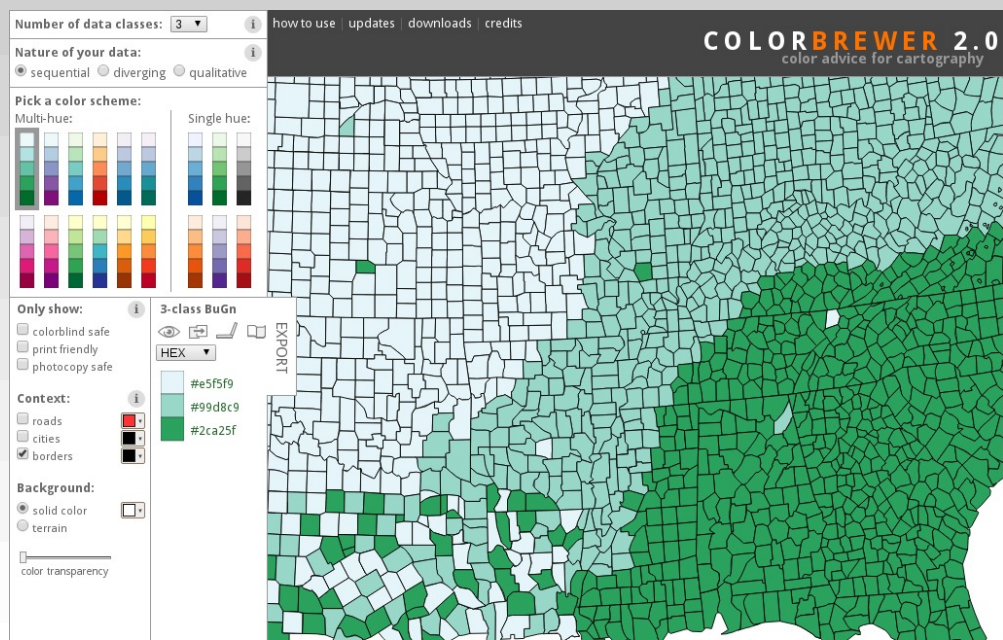 Number of data classes: 3 i
how to use | updates | downloads | credits
COLORBREWER 2.0
color advice for cartography
Nature of your data: i
sequential diverging qualitative
Pick a color scheme:
Multi-hue: Single hue:
Only show: i
colorblind safe
print friendly
photocopy safe
Context: i
roads
cities
borders
Background:
solid color
terrain
color transparency
3-class BuGn
EXPORT
HEX
#e5f5f9
#99d8c9
#2ca25f